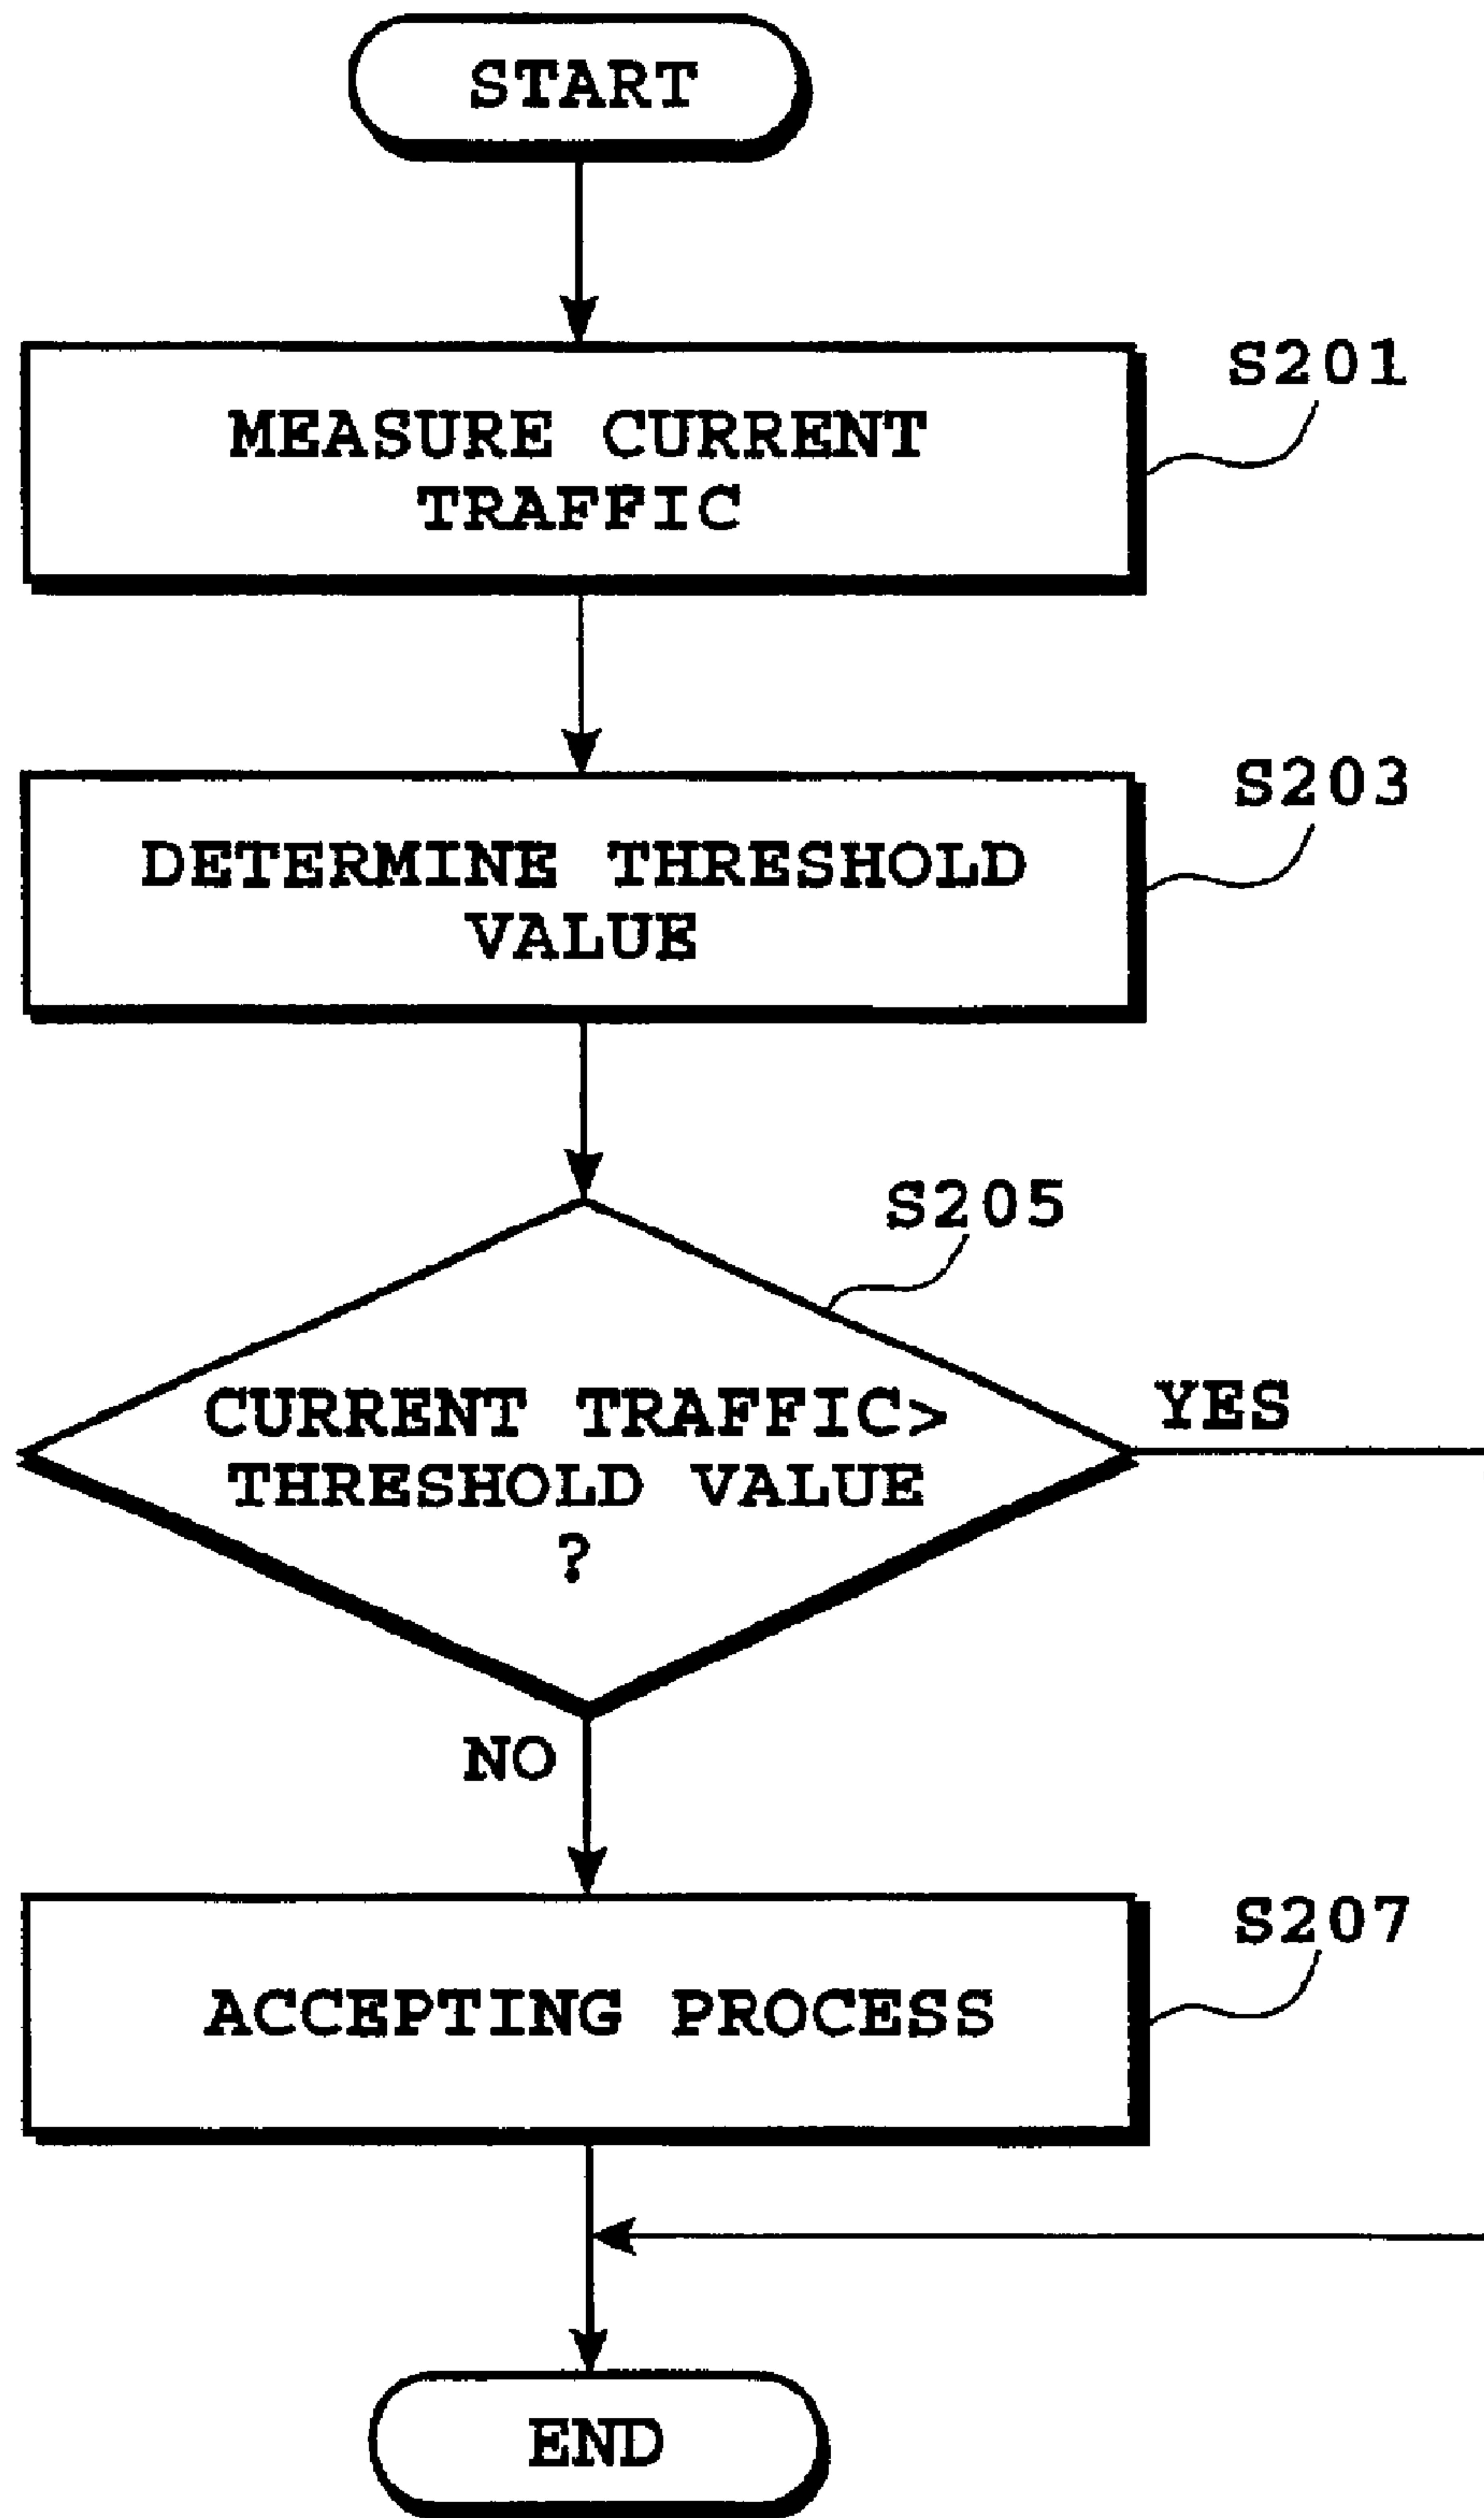 START
S201
MEASURE CURRENT
TRAFFIC
S203
DETERMINE THRESHOLD
VALUE
S205
CURRENT TRAFFIC>
THRESHOLD VALUE
?
YES
NO
S207
ACCEPTING PROCESS
END